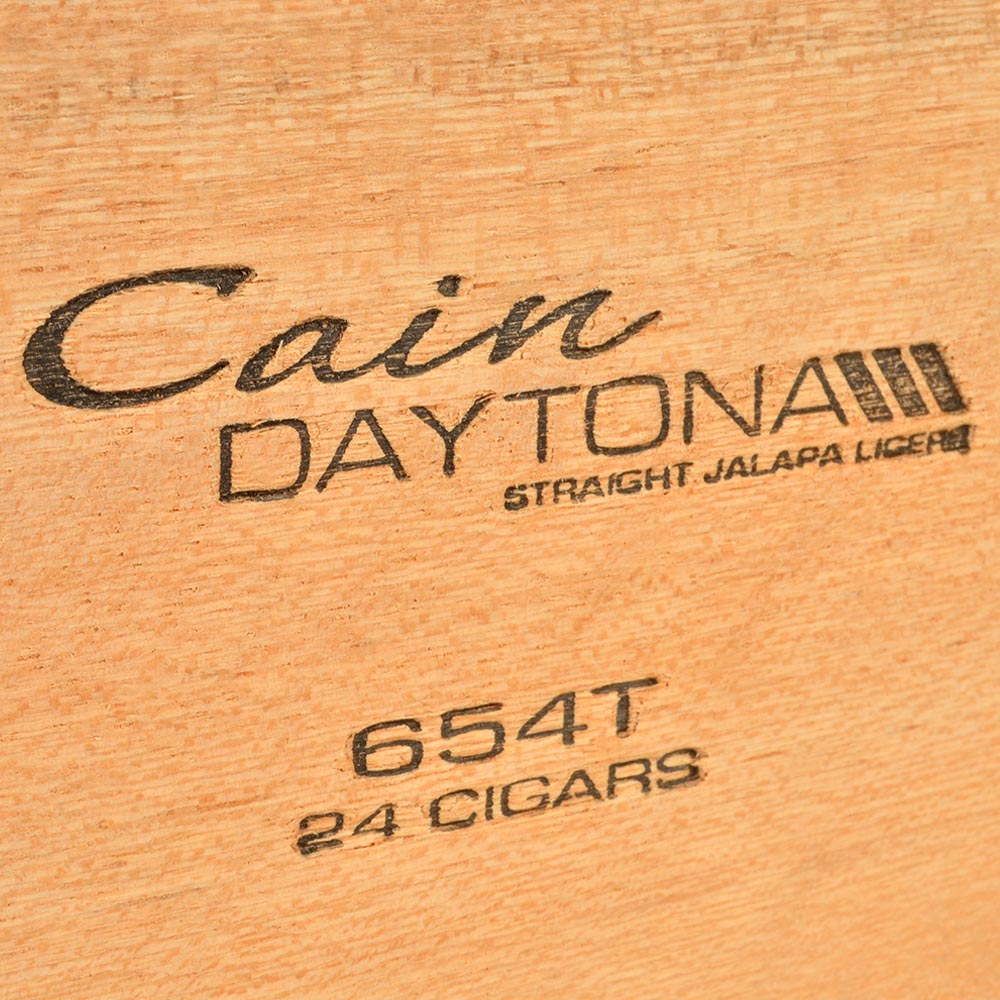 Cain
DAYTONA
STRAIGHT JALAPA LIGERO
654T
24 CIGARS